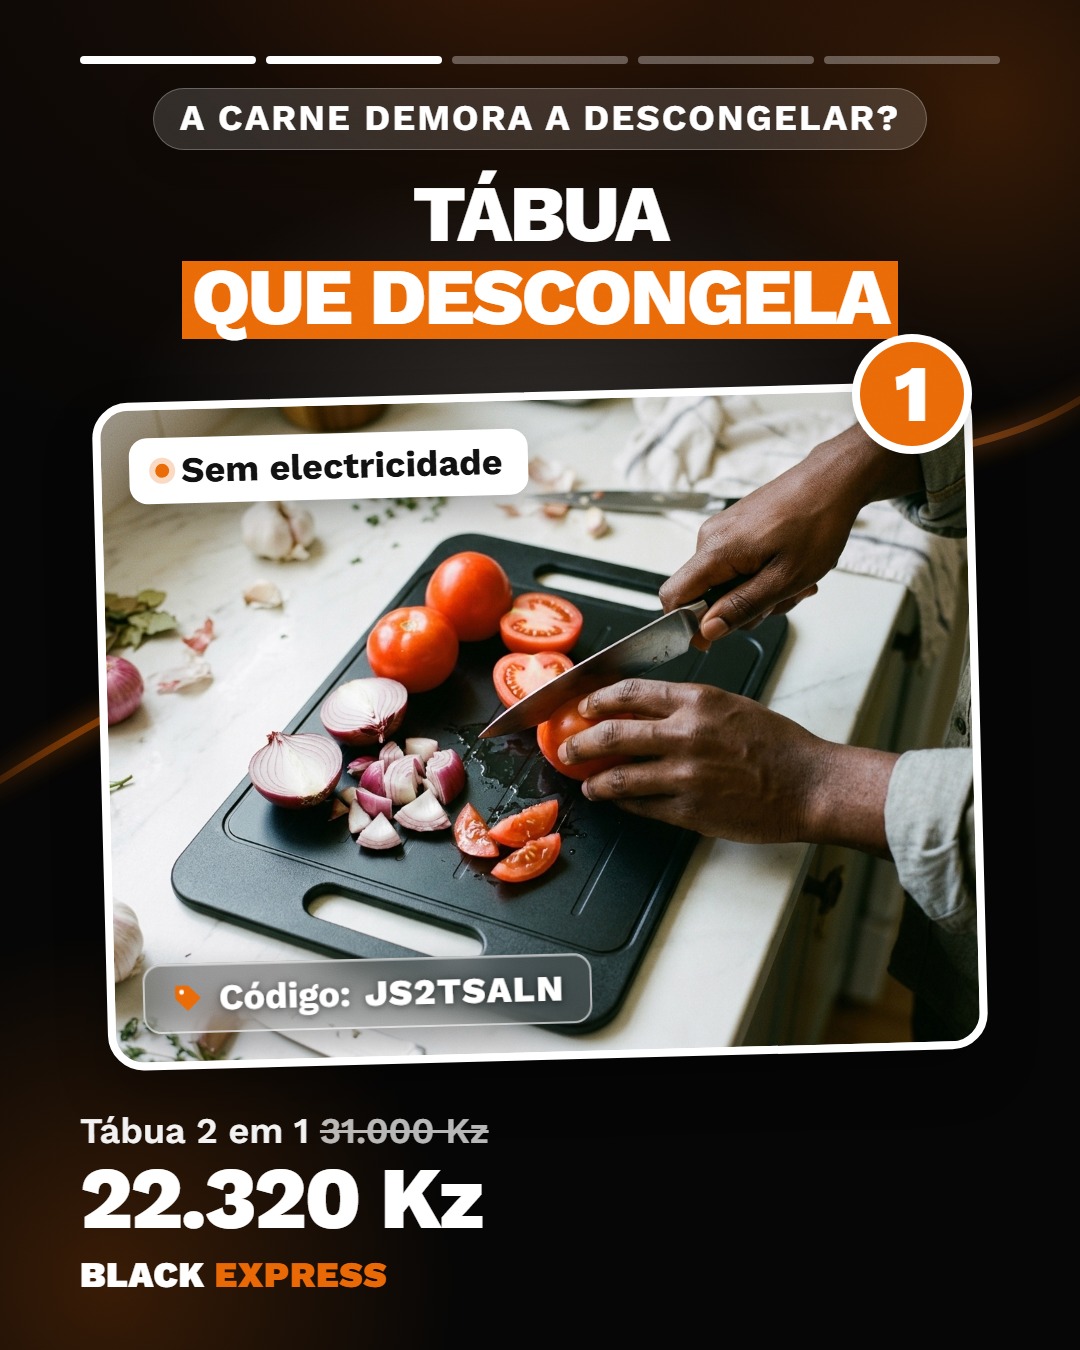 A CARNE DEMORA A DESCONGELAR?
TÁBUA
QUE DESCONGELA
1
Sem electricidade
Código: JS2TSALN
Tábua 2 em 1 31.000 Kz
22.320 Kz
BLACK EXPRESS